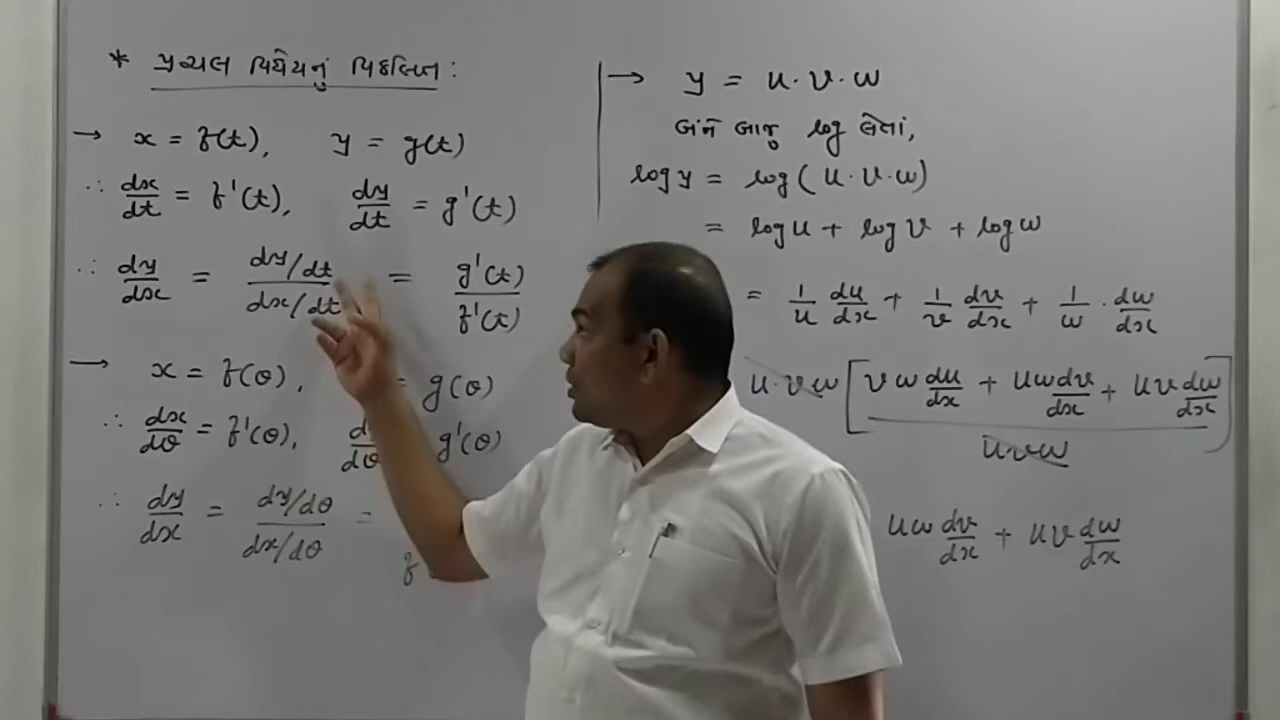 * પ્રચલ વિધેયનું વિકલિત :
→ x = f(t), y = g(t)
∴ dx/dt = f'(t), dy/dt = g'(t)
∴ dy/dx = (dy/dt)/(dx/dt) = g'(t)/f'(t)
→ x = f(θ), = g(θ)
∴ dx/dθ = f'(θ), g'(θ)
∴ dy/dx = (dy/dθ)/(dx/dθ) =
→ y = u·v·w
બંને બાજુ log લેતાં,
log y = log(u·v·w)
= log u + log v + log w
= 1/u du/dx + 1/v dv/dx + 1/w · dw/dx
u·vw [vw du/dx + uw dv/dx + uv dw/dx]
uvw
uw dv/dx + uv dw/dx